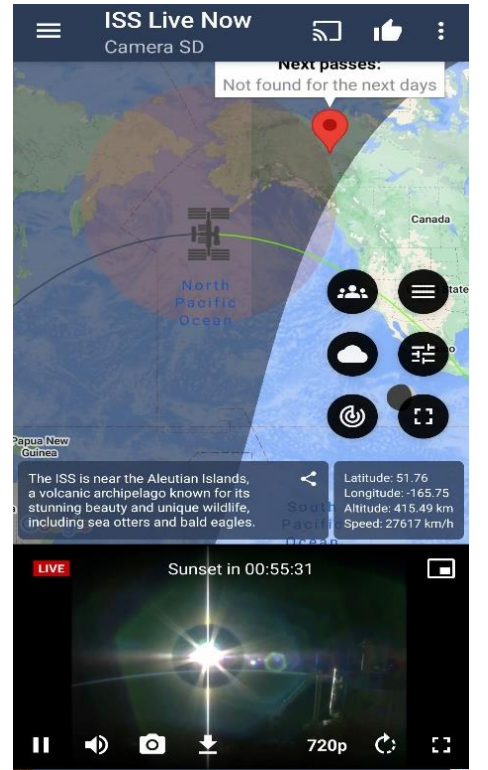 ISS Live Now
Camera SD
Next passes:
Not found for the next days
Canada
North
Pacific
Ocean
Papua New
Guinea
The ISS is near the Aleutian Islands,
a volcanic archipelago known for its
stunning beauty and unique wildlife,
including sea otters and bald eagles.
Latitude: 51.76
Longitude: -165.75
Altitude: 415.49 km
Speed: 27617 km/h
South
Pacific
Ocean
LIVE
Sunset in 00:55:31
720p